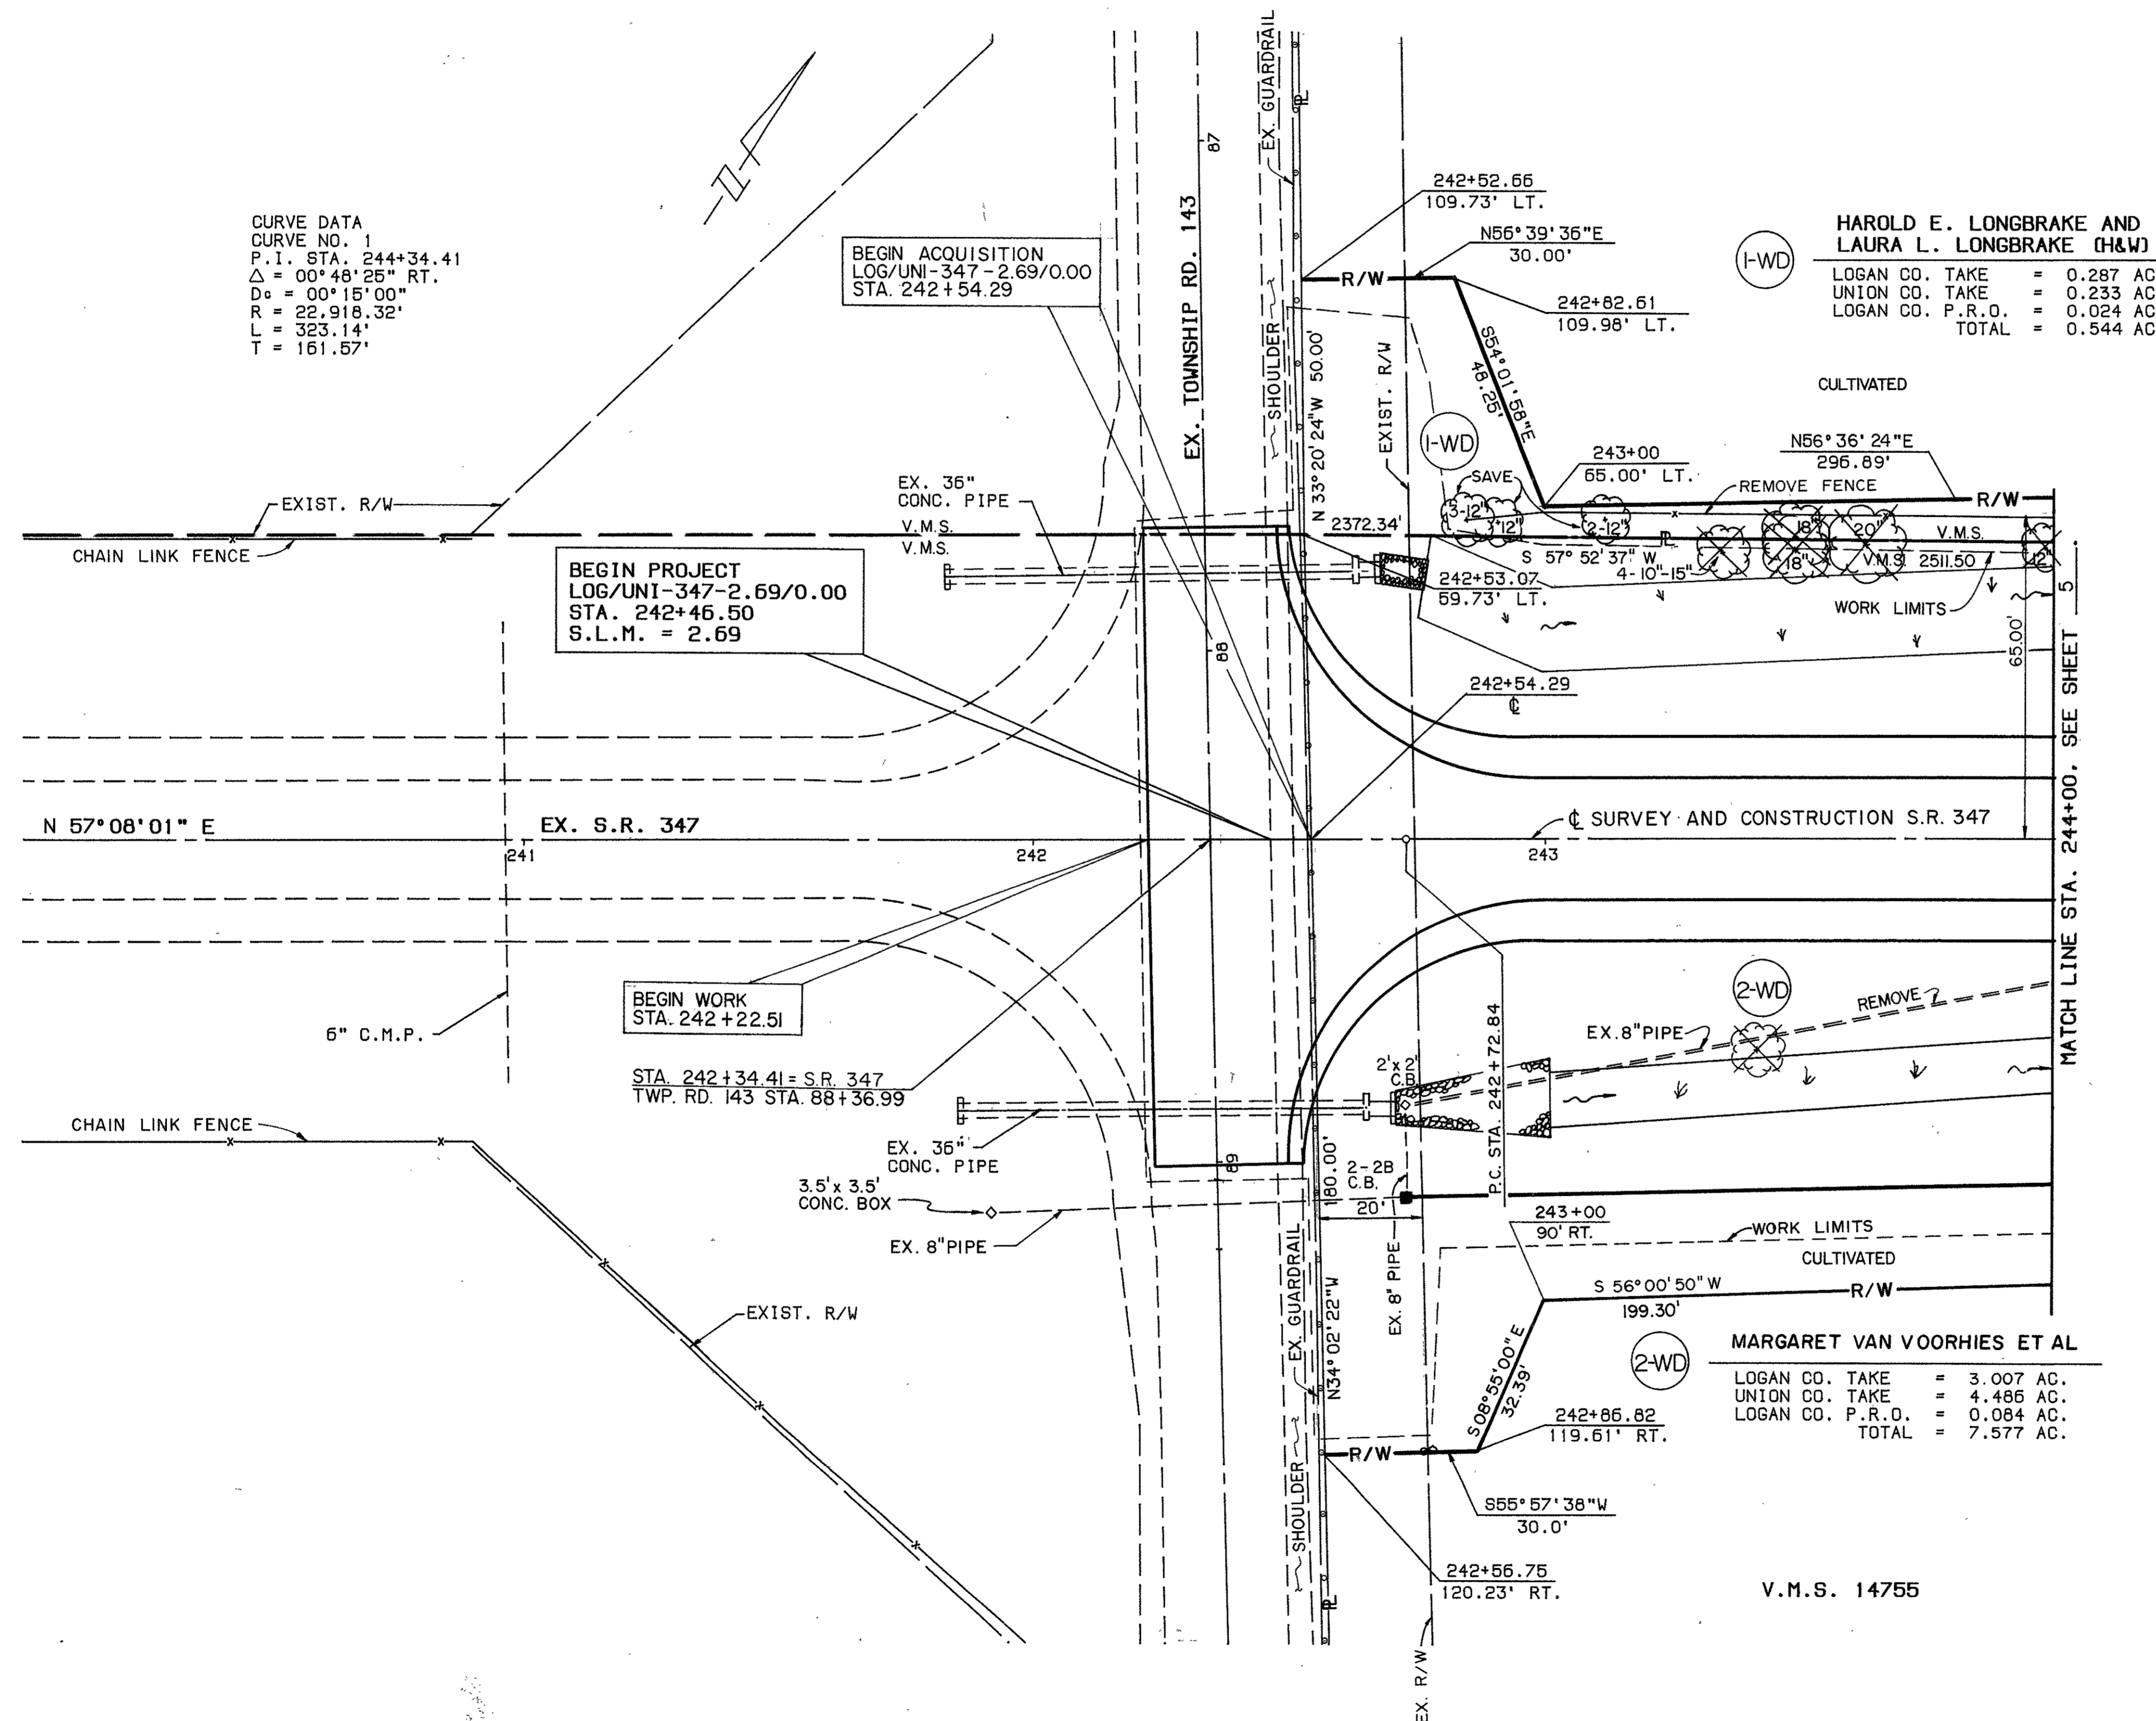 CURVE DATA
CURVE NO. 1
P.I. STA. 244+34.41
Δ = 00°48'25" RT.
Dc = 00°15'00"
R = 22,918.32'
L = 323.14'
T = 161.57'
BEGIN ACQUISITION
LOG/UNI-347-2.69/0.00
STA. 242+54.29
EX. TOWNSHIP RD. 143
87
SHOULDER
EX. GUARDRAIL
PL
N 33°20'24"W 50.00'
EXIST. R/W
242+52.66
109.73' LT.
N56°39'36"E
30.00'
R/W
242+82.61
109.98' LT.
S54°01'58"E
48.25'
1-WD
HAROLD E. LONGBRAKE AND
LAURA L. LONGBRAKE (H&W)
LOGAN CO. TAKE = 0.287 AC
UNION CO. TAKE = 0.233 AC
LOGAN CO. P.R.O. = 0.024 AC
TOTAL = 0.544 AC
CULTIVATED
1-WD
243+00
65.00' LT.
N56°36'24"E
296.89'
SAVE
REMOVE FENCE
R/W
EX. 36"
CONC. PIPE
EXIST. R/W
V.M.S.
V.M.S.
CHAIN LINK FENCE
2372.34'
3-12"
3-12"
2-12"
PL
18"
20"
V.M.S.
S 57° 52'37" W
4-10"-15"
18"
V.M.S. 2511.50
12"
BEGIN PROJECT
LOG/UNI-347-2.69/0.00
STA. 242+46.50
S.L.M. = 2.69
242+53.07
59.73' LT.
WORK LIMITS
65.00'
MATCH LINE STA. 244+00, SEE SHEET 5.
88
242+54.29
℄
N 57°08'01" E
EX. S.R. 347
℄ SURVEY AND CONSTRUCTION S.R. 347
241
242
243
BEGIN WORK
STA. 242+22.51
6" C.M.P.
STA. 242+34.41 = S.R. 347
TWP. RD. 143 STA. 88+36.99
P.C. STA. 242+72.84
2-WD
REMOVE
EX.8"PIPE
2'x2'
C.B.
CHAIN LINK FENCE
EX. 36"
CONC. PIPE
89
180.00'
2-2B
C.B.
20'
3.5'x 3.5'
CONC. BOX
EX. 8"PIPE
EX. 8" PIPE
243+00
90' RT.
WORK LIMITS
CULTIVATED
S 56°00'50" W
199.30'
R/W
EXIST. R/W
EX. GUARDRAIL
N34°02'22"W
S08°55'00"E
32.39'
2-WD
MARGARET VAN VOORHIES ET AL
LOGAN CO. TAKE = 3.007 AC.
UNION CO. TAKE = 4.486 AC.
LOGAN CO. P.R.O. = 0.084 AC.
TOTAL = 7.577 AC.
242+86.82
119.61' RT.
R/W
SHOULDER
S55°57'38"W
30.0'
242+56.75
120.23' RT.
PL
EX. R/W
V.M.S. 14755